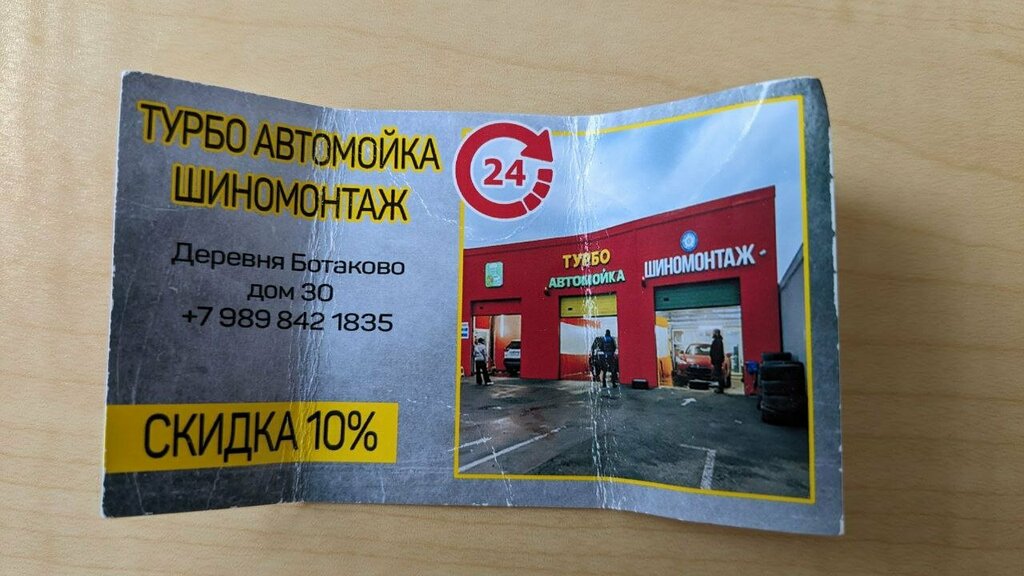 ТУРБО АВТОМОЙКА
ШИНОМОНТАЖ
Деревня Ботаково
дом 30
+7 989 842 1835
СКИДКА 10%
24
ТУРБО
АВТОМОЙКА
ШИНОМОНТАЖ